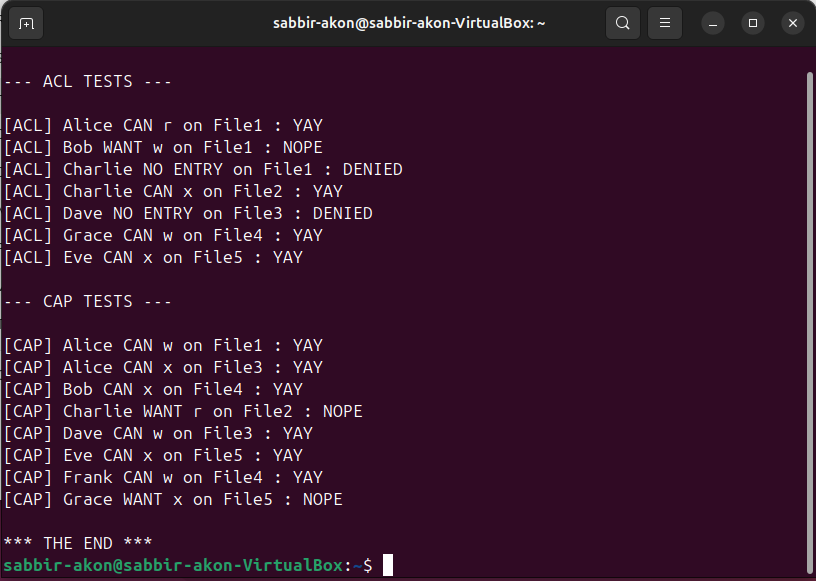 sabbir-akon@sabbir-akon-VirtualBox: ~
--- ACL TESTS ---
[ACL] Alice CAN r on File1 : YAY
[ACL] Bob WANT w on File1 : NOPE
[ACL] Charlie NO ENTRY on File1 : DENIED
[ACL] Charlie CAN x on File2 : YAY
[ACL] Dave NO ENTRY on File3 : DENIED
[ACL] Grace CAN w on File4 : YAY
[ACL] Eve CAN x on File5 : YAY
--- CAP TESTS ---
[CAP] Alice CAN w on File1 : YAY
[CAP] Alice CAN x on File3 : YAY
[CAP] Bob CAN x on File4 : YAY
[CAP] Charlie WANT r on File2 : NOPE
[CAP] Dave CAN w on File3 : YAY
[CAP] Eve CAN x on File5 : YAY
[CAP] Frank CAN w on File4 : YAY
[CAP] Grace WANT x on File5 : NOPE
*** THE END ***
sabbir-akon@sabbir-akon-VirtualBox:~$